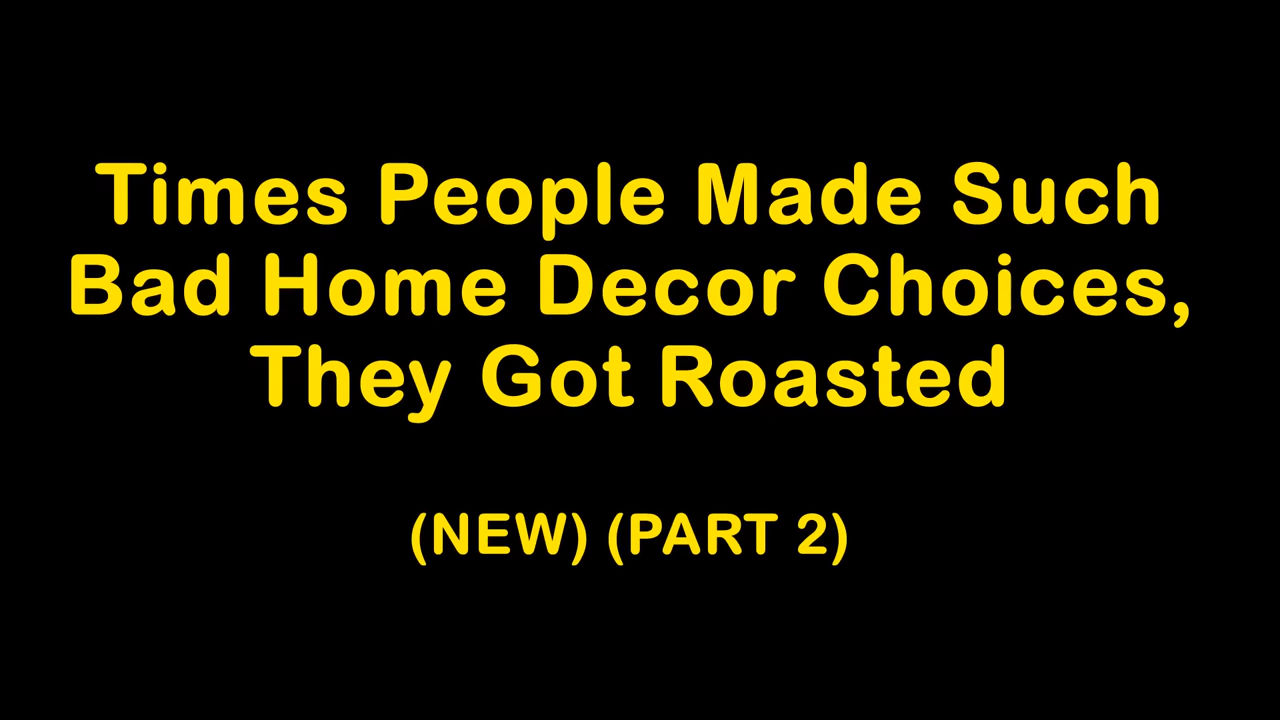 Times People Made Such
Bad Home Decor Choices,
They Got Roasted
(NEW) (PART 2)